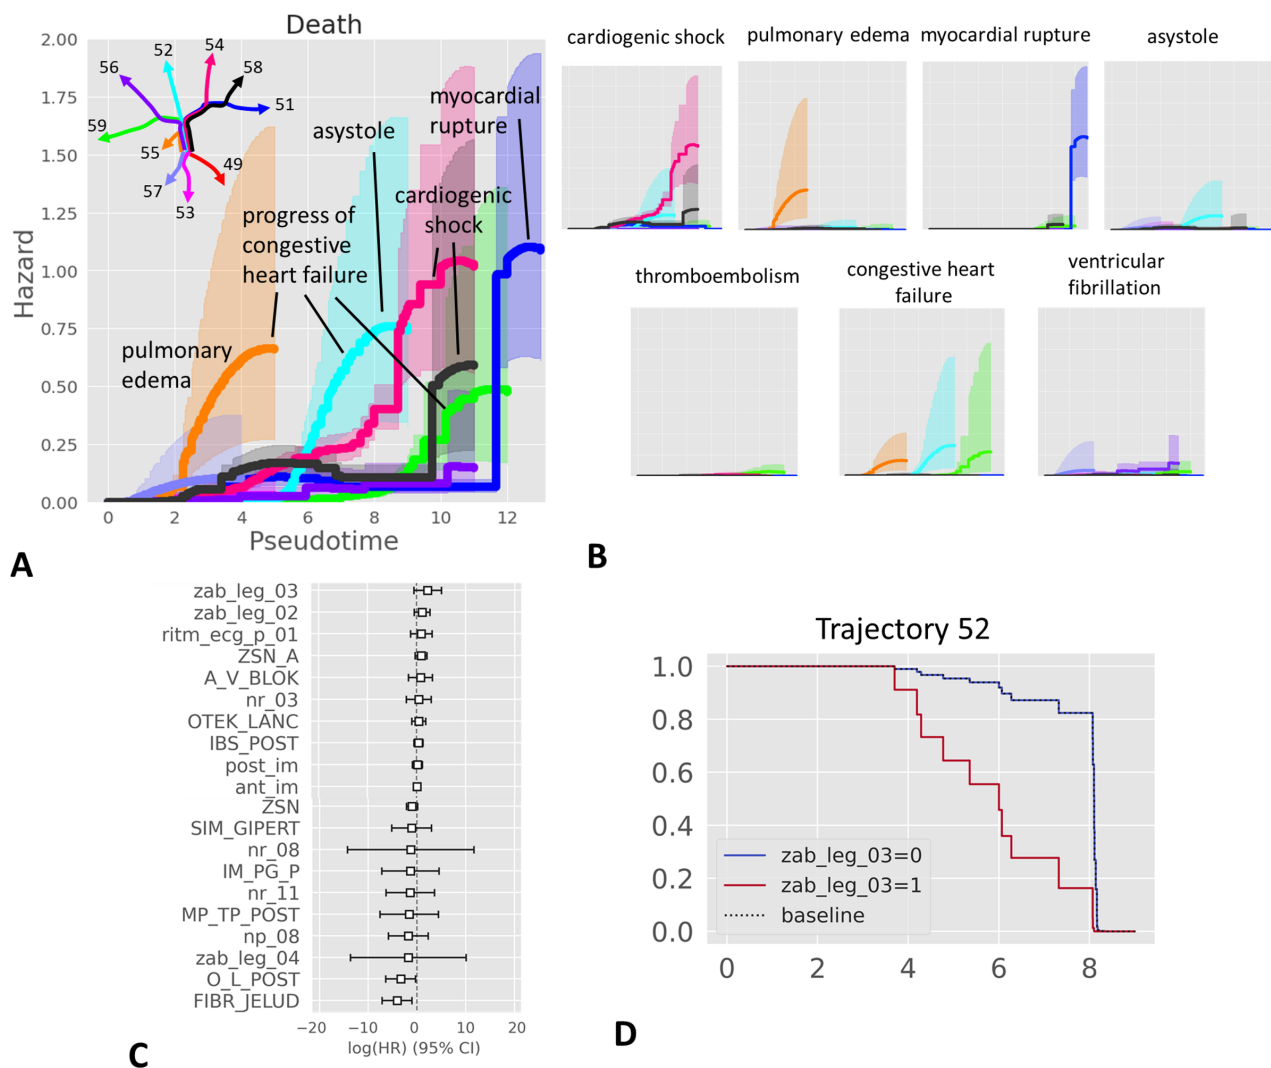 Death
2.00
1.75
1.50
1.25
1.00
0.75
0.50
0.25
0.00
Hazard
0
2
4
6
8
10
12
Pseudotime
52
54
56
58
51
59
55
49
57
53
asystole
myocardial
rupture
cardiogenic
shock
progress of
congestive
heart failure
pulmonary
edema
A
cardiogenic shock
pulmonary edema
myocardial rupture
asystole
thromboembolism
congestive heart
failure
ventricular
fibrillation
B
zab_leg_03
zab_leg_02
ritm_ecg_p_01
ZSN_A
A_V_BLOK
nr_03
OTEK_LANC
IBS_POST
post_im
ant_im
ZSN
SIM_GIPERT
nr_08
IM_PG_P
nr_11
MP_TP_POST
np_08
zab_leg_04
O_L_POST
FIBR_JELUD
−20
−10
0
10
20
log(HR) (95% CI)
C
Trajectory 52
1.0
0.8
0.6
0.4
0.2
0.0
zab_leg_03=0
zab_leg_03=1
baseline
0
2
4
6
8
D